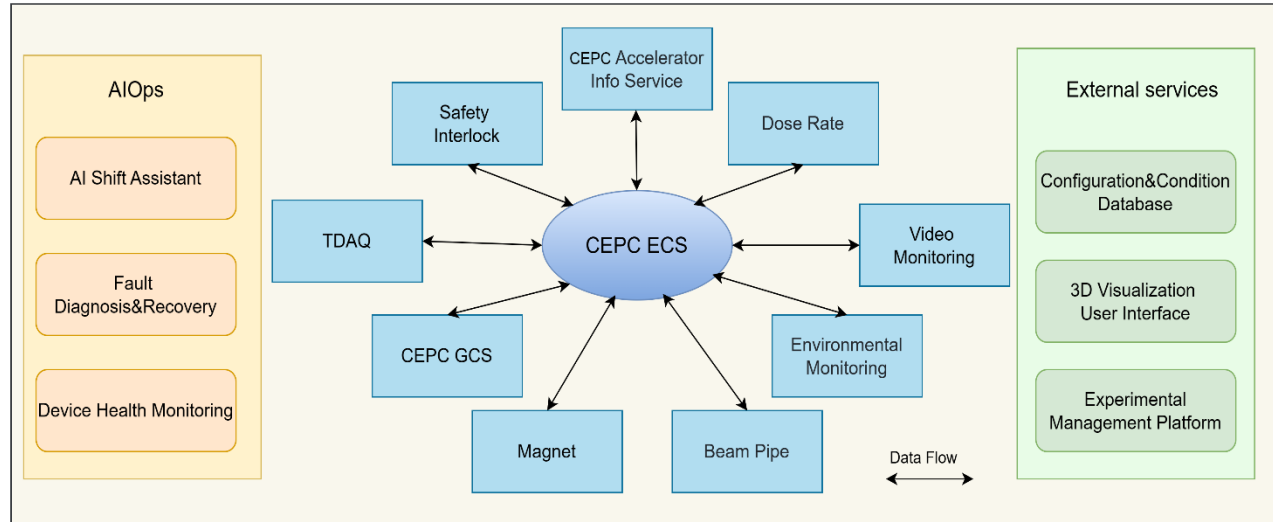 AIOps
AI Shift Assistant
Fault
Diagnosis&Recovery
Device Health Monitoring
CEPC Accelerator
Info Service
Safety
Interlock
Dose Rate
TDAQ
CEPC ECS
Video
Monitoring
CEPC GCS
Environmental
Monitoring
Magnet
Beam Pipe
Data Flow
External services
Configuration&Condition
Database
3D Visualization
User Interface
Experimental
Management Platform